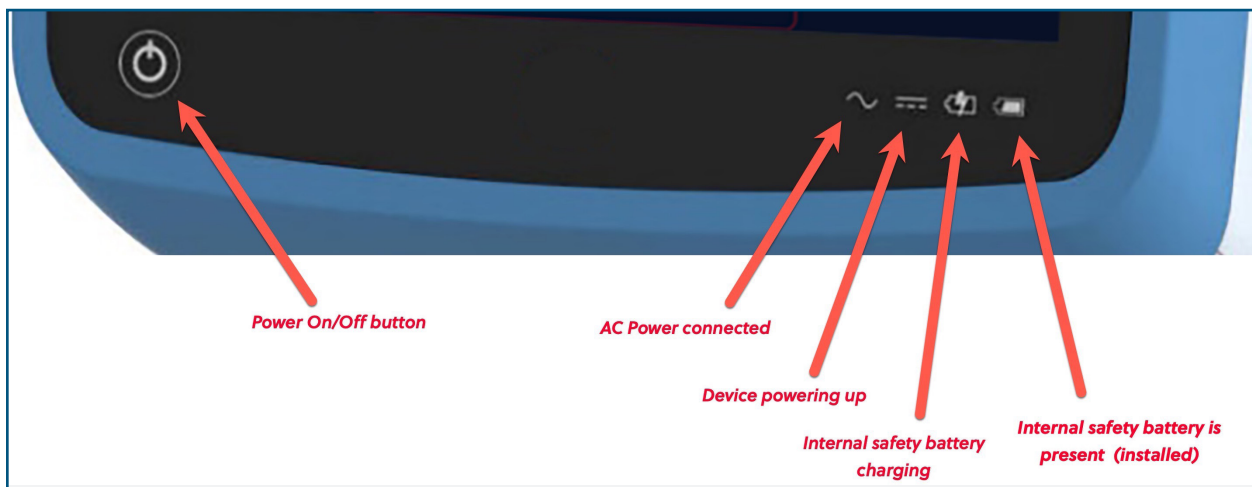 Power On/Off button
AC Power connected
Device powering up
Internal safety battery
charging
Internal safety battery is
present (installed)